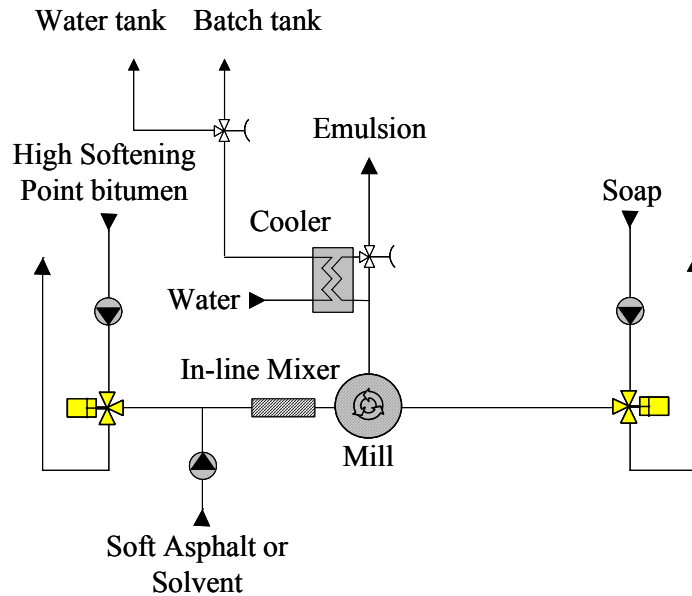 Water tank
Batch tank
Emulsion
High Softening
Point bitumen
Soap
Cooler
Water
In-line Mixer
Mill
Soft Asphalt or
Solvent